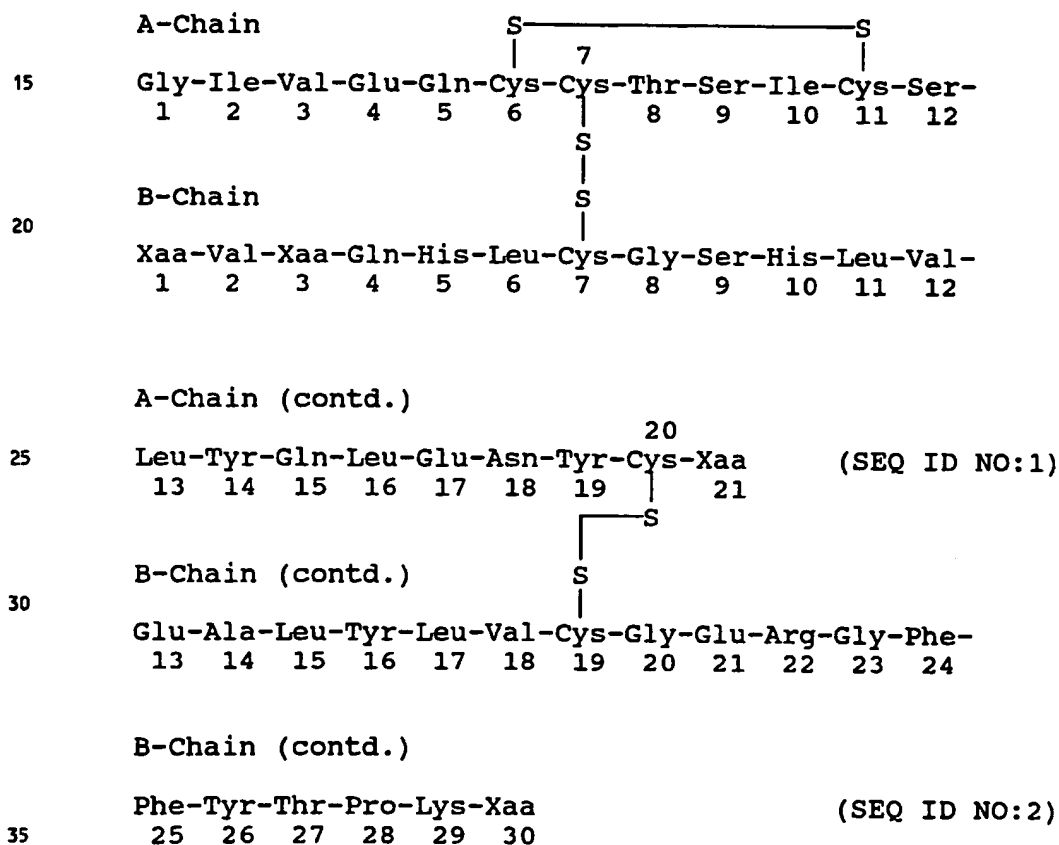 A-Chain S S
7
15 Gly-Ile-Val-Glu-Gln-Cys-Cys-Thr-Ser-Ile-Cys-Ser-
1 2 3 4 5 6 8 9 10 11 12
S
B-Chain S
20
Xaa-Val-Xaa-Gln-His-Leu-Cys-Gly-Ser-His-Leu-Val-
1 2 3 4 5 6 7 8 9 10 11 12
A-Chain (contd.)
20
25 Leu-Tyr-Gln-Leu-Glu-Asn-Tyr-Cys-Xaa (SEQ ID NO:1)
13 14 15 16 17 18 19 21
S
B-Chain (contd.) S
30
Glu-Ala-Leu-Tyr-Leu-Val-Cys-Gly-Glu-Arg-Gly-Phe-
13 14 15 16 17 18 19 20 21 22 23 24
B-Chain (contd.)
Phe-Tyr-Thr-Pro-Lys-Xaa (SEQ ID NO:2)
35 25 26 27 28 29 30